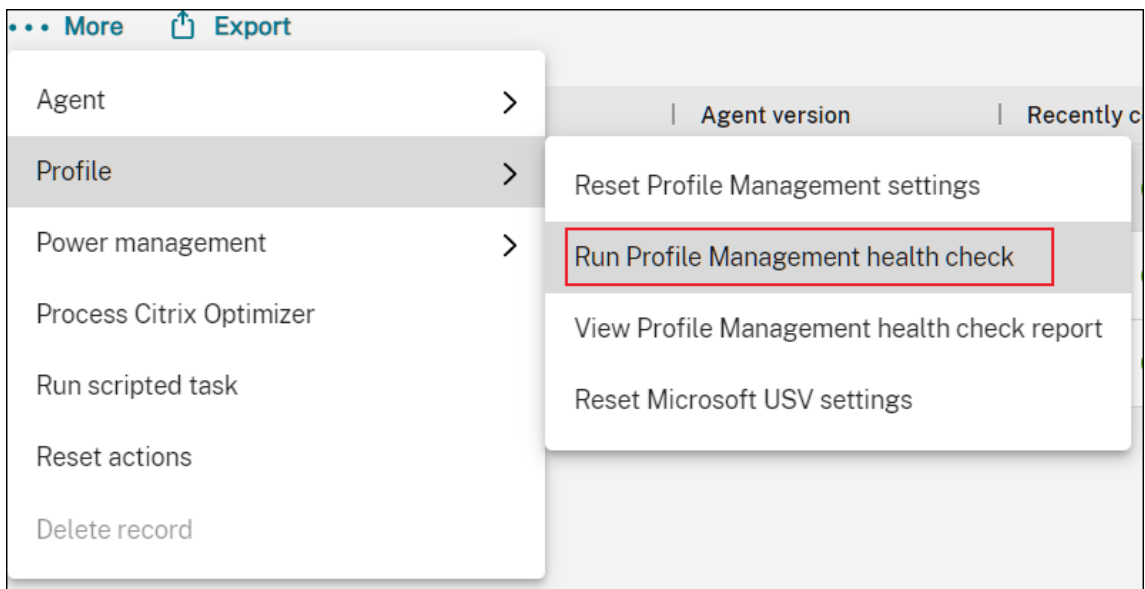 ••• More Export
Agent
Agent version
Recently c
Profile
Reset Profile Management settings
Power management
Run Profile Management health check
Process Citrix Optimizer
View Profile Management health check report
Run scripted task
Reset Microsoft USV settings
Reset actions
Delete record